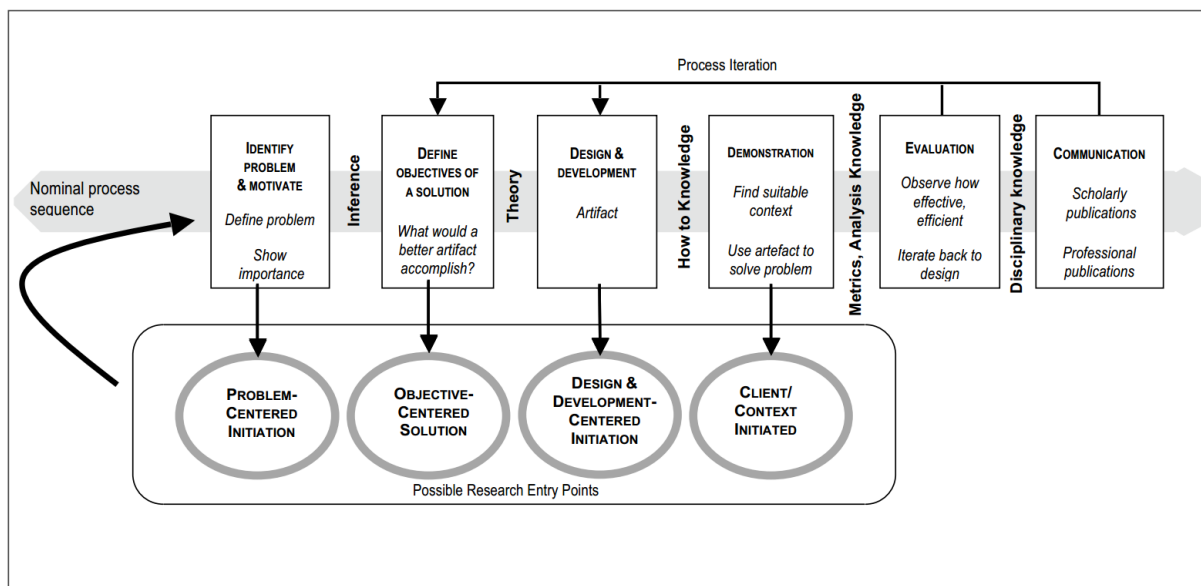 Process Iteration
Nominal process
sequence
IDENTIFY
PROBLEM
& MOTIVATE
Define problem
Show
importance
Inference
DEFINE
OBJECTIVES OF
A SOLUTION
What would a
better artifact
accomplish?
Theory
DESIGN &
DEVELOPMENT
Artifact
How to Knowledge
DEMONSTRATION
Find suitable
context
Use artefact to
solve problem
Metrics, Analysis Knowledge
EVALUATION
Observe how
effective,
efficient
Iterate back to
design
Disciplinary knowledge
COMMUNICATION
Scholarly
publications
Professional
publications
PROBLEM-
CENTERED
INITIATION
OBJECTIVE-
CENTERED
SOLUTION
DESIGN &
DEVELOPMENT-
CENTERED
INITIATION
CLIENT/
CONTEXT
INITIATED
Possible Research Entry Points